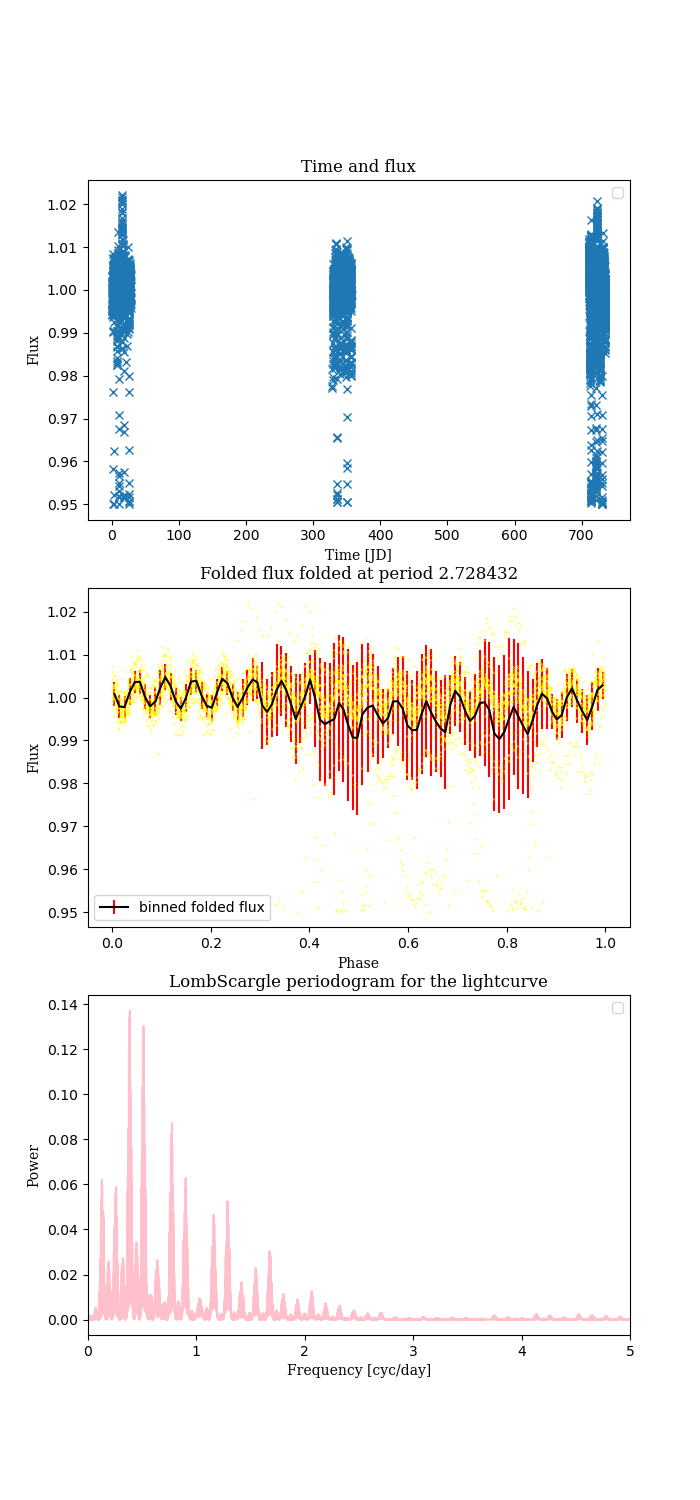 Time and flux
1.02
1.01
1.00
0.99
0.98
0.97
0.96
0.95
Flux
0 100 200 300 400 500 600 700
Time [JD]
Folded flux folded at period 2.728432
1.02
1.01
1.00
0.99
0.98
0.97
0.96
0.95
Flux
binned folded flux
0.0 0.2 0.4 0.6 0.8 1.0
Phase
LombScargle periodogram for the lightcurve
0.14
0.12
0.10
0.08
0.06
0.04
0.02
0.00
Power
0 1 2 3 4 5
Frequency [cyc/day]